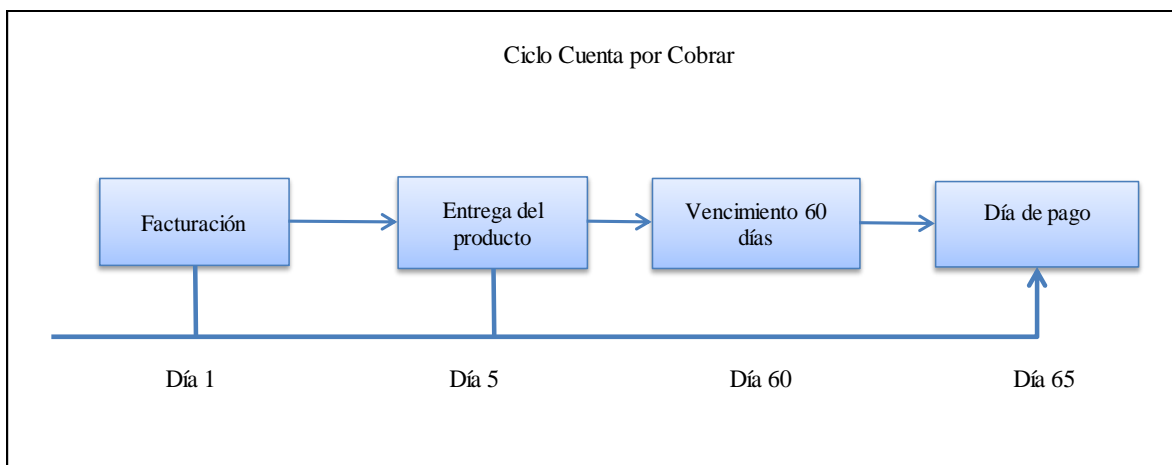 Ciclo Cuenta por Cobrar
Facturación
Entrega del
producto
Vencimiento 60
días
Día de pago
Día 1
Día 5
Día 60
Día 65